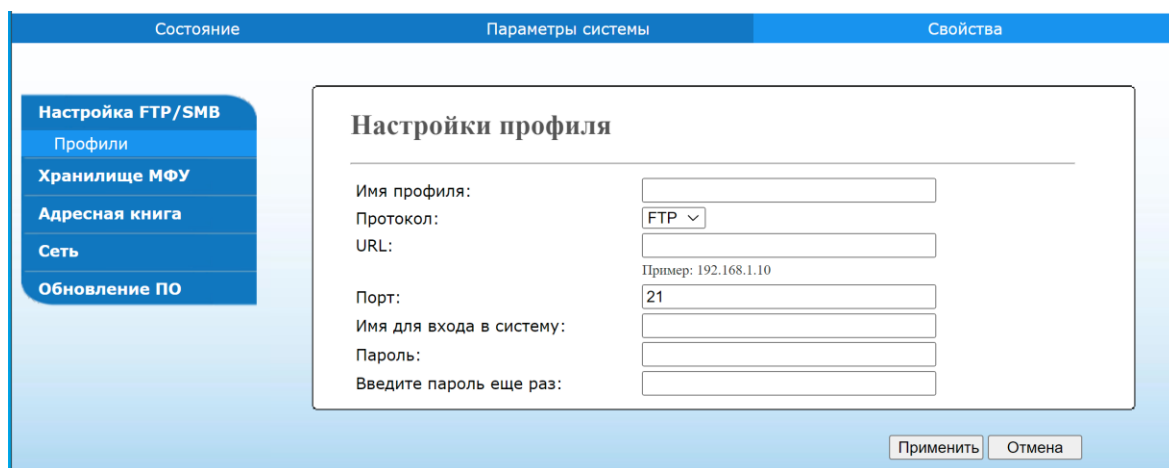 Состояние Параметры системы Свойства
Настройка FTP/SMB
Профили
Хранилище МФУ
Адресная книга
Сеть
Обновление ПО
Настройки профиля
Имя профиля:
Протокол: FTP
URL:
Пример: 192.168.1.10
Порт: 21
Имя для входа в систему:
Пароль:
Введите пароль еще раз:
Применить Отмена